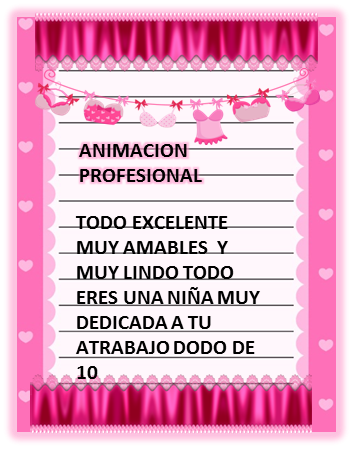 ANIMACION
PROFESIONAL
TODO EXCELENTE
MUY AMABLES Y
MUY LINDO TODO
ERES UNA NIÑA MUY
DEDICADA A TU
ATRABAJO DODO DE
10